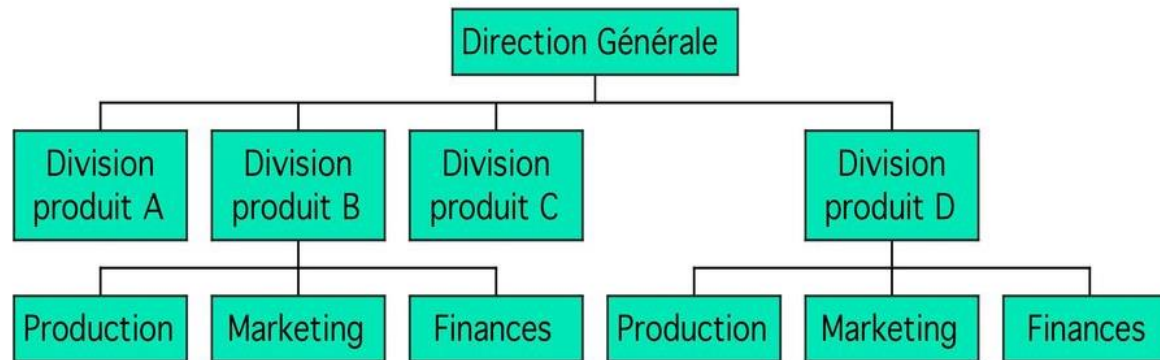 Direction Générale
Division
produit A
Division
produit B
Division
produit C
Division
produit D
Production
Marketing
Finances
Production
Marketing
Finances